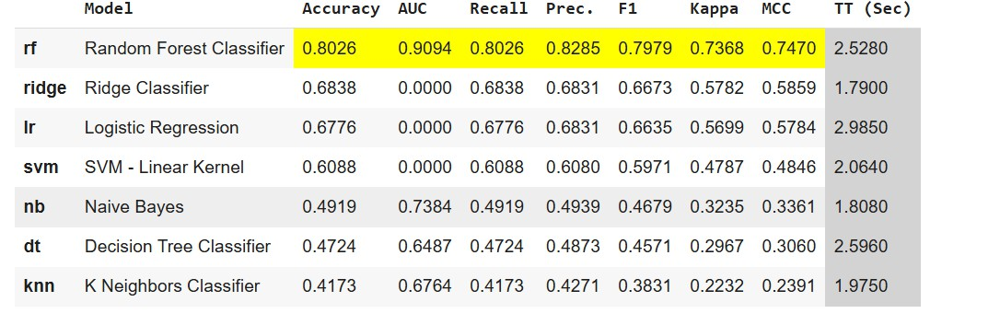 Model Accuracy AUC Recall Prec. F1 Kappa MCC TT (Sec)
rf Random Forest Classifier 0.8026 0.9094 0.8026 0.8285 0.7979 0.7368 0.7470 2.5280
ridge Ridge Classifier 0.6838 0.0000 0.6838 0.6831 0.6673 0.5782 0.5859 1.7900
lr Logistic Regression 0.6776 0.0000 0.6776 0.6831 0.6635 0.5699 0.5784 2.9850
svm SVM - Linear Kernel 0.6088 0.0000 0.6088 0.6080 0.5971 0.4787 0.4846 2.0640
nb Naive Bayes 0.4919 0.7384 0.4919 0.4939 0.4679 0.3235 0.3361 1.8080
dt Decision Tree Classifier 0.4724 0.6487 0.4724 0.4873 0.4571 0.2967 0.3060 2.5960
knn K Neighbors Classifier 0.4173 0.6764 0.4173 0.4271 0.3831 0.2232 0.2391 1.9750